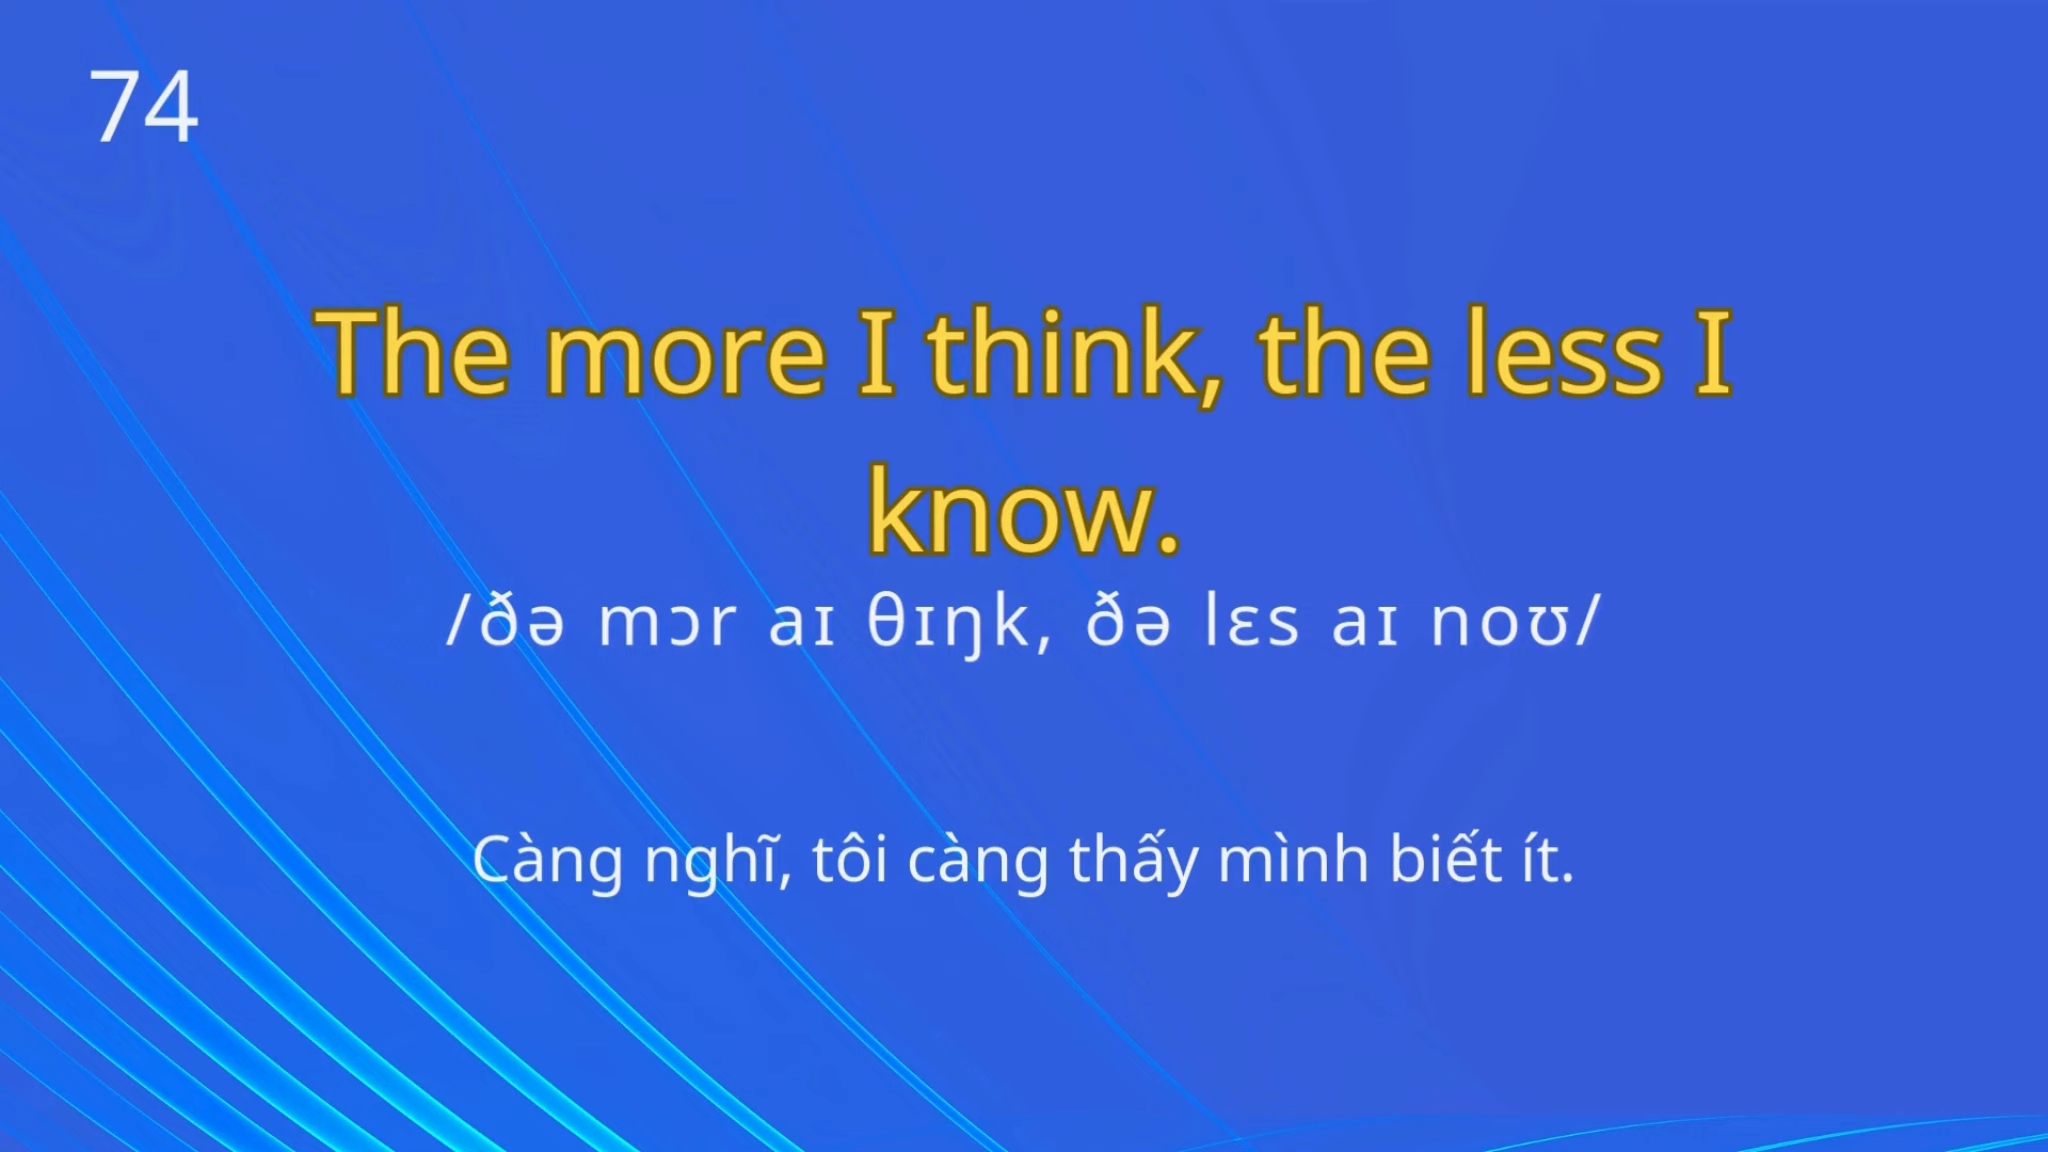 74
The more I think, the less I
know.
/ðə mɔr aɪ θɪŋk, ðə lɛs aɪ noʊ/
Càng nghĩ, tôi càng thấy mình biết ít.